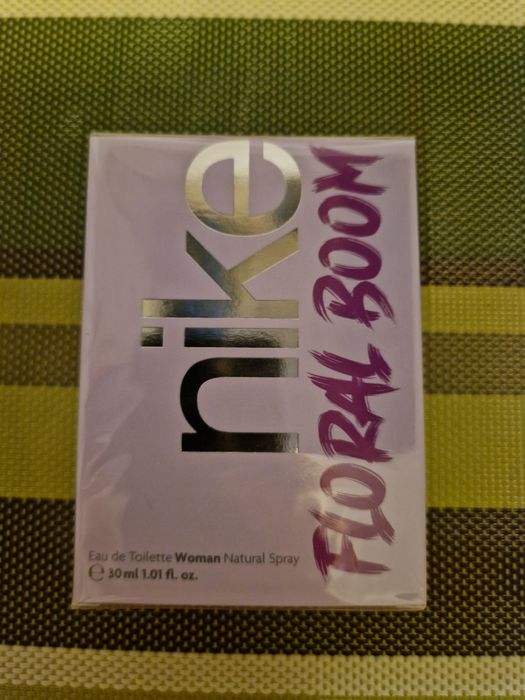 nike
FLORAL BOOM
Eau de Toilette Woman Natural Spray
℮ 30 ml 1.01 fl. oz.